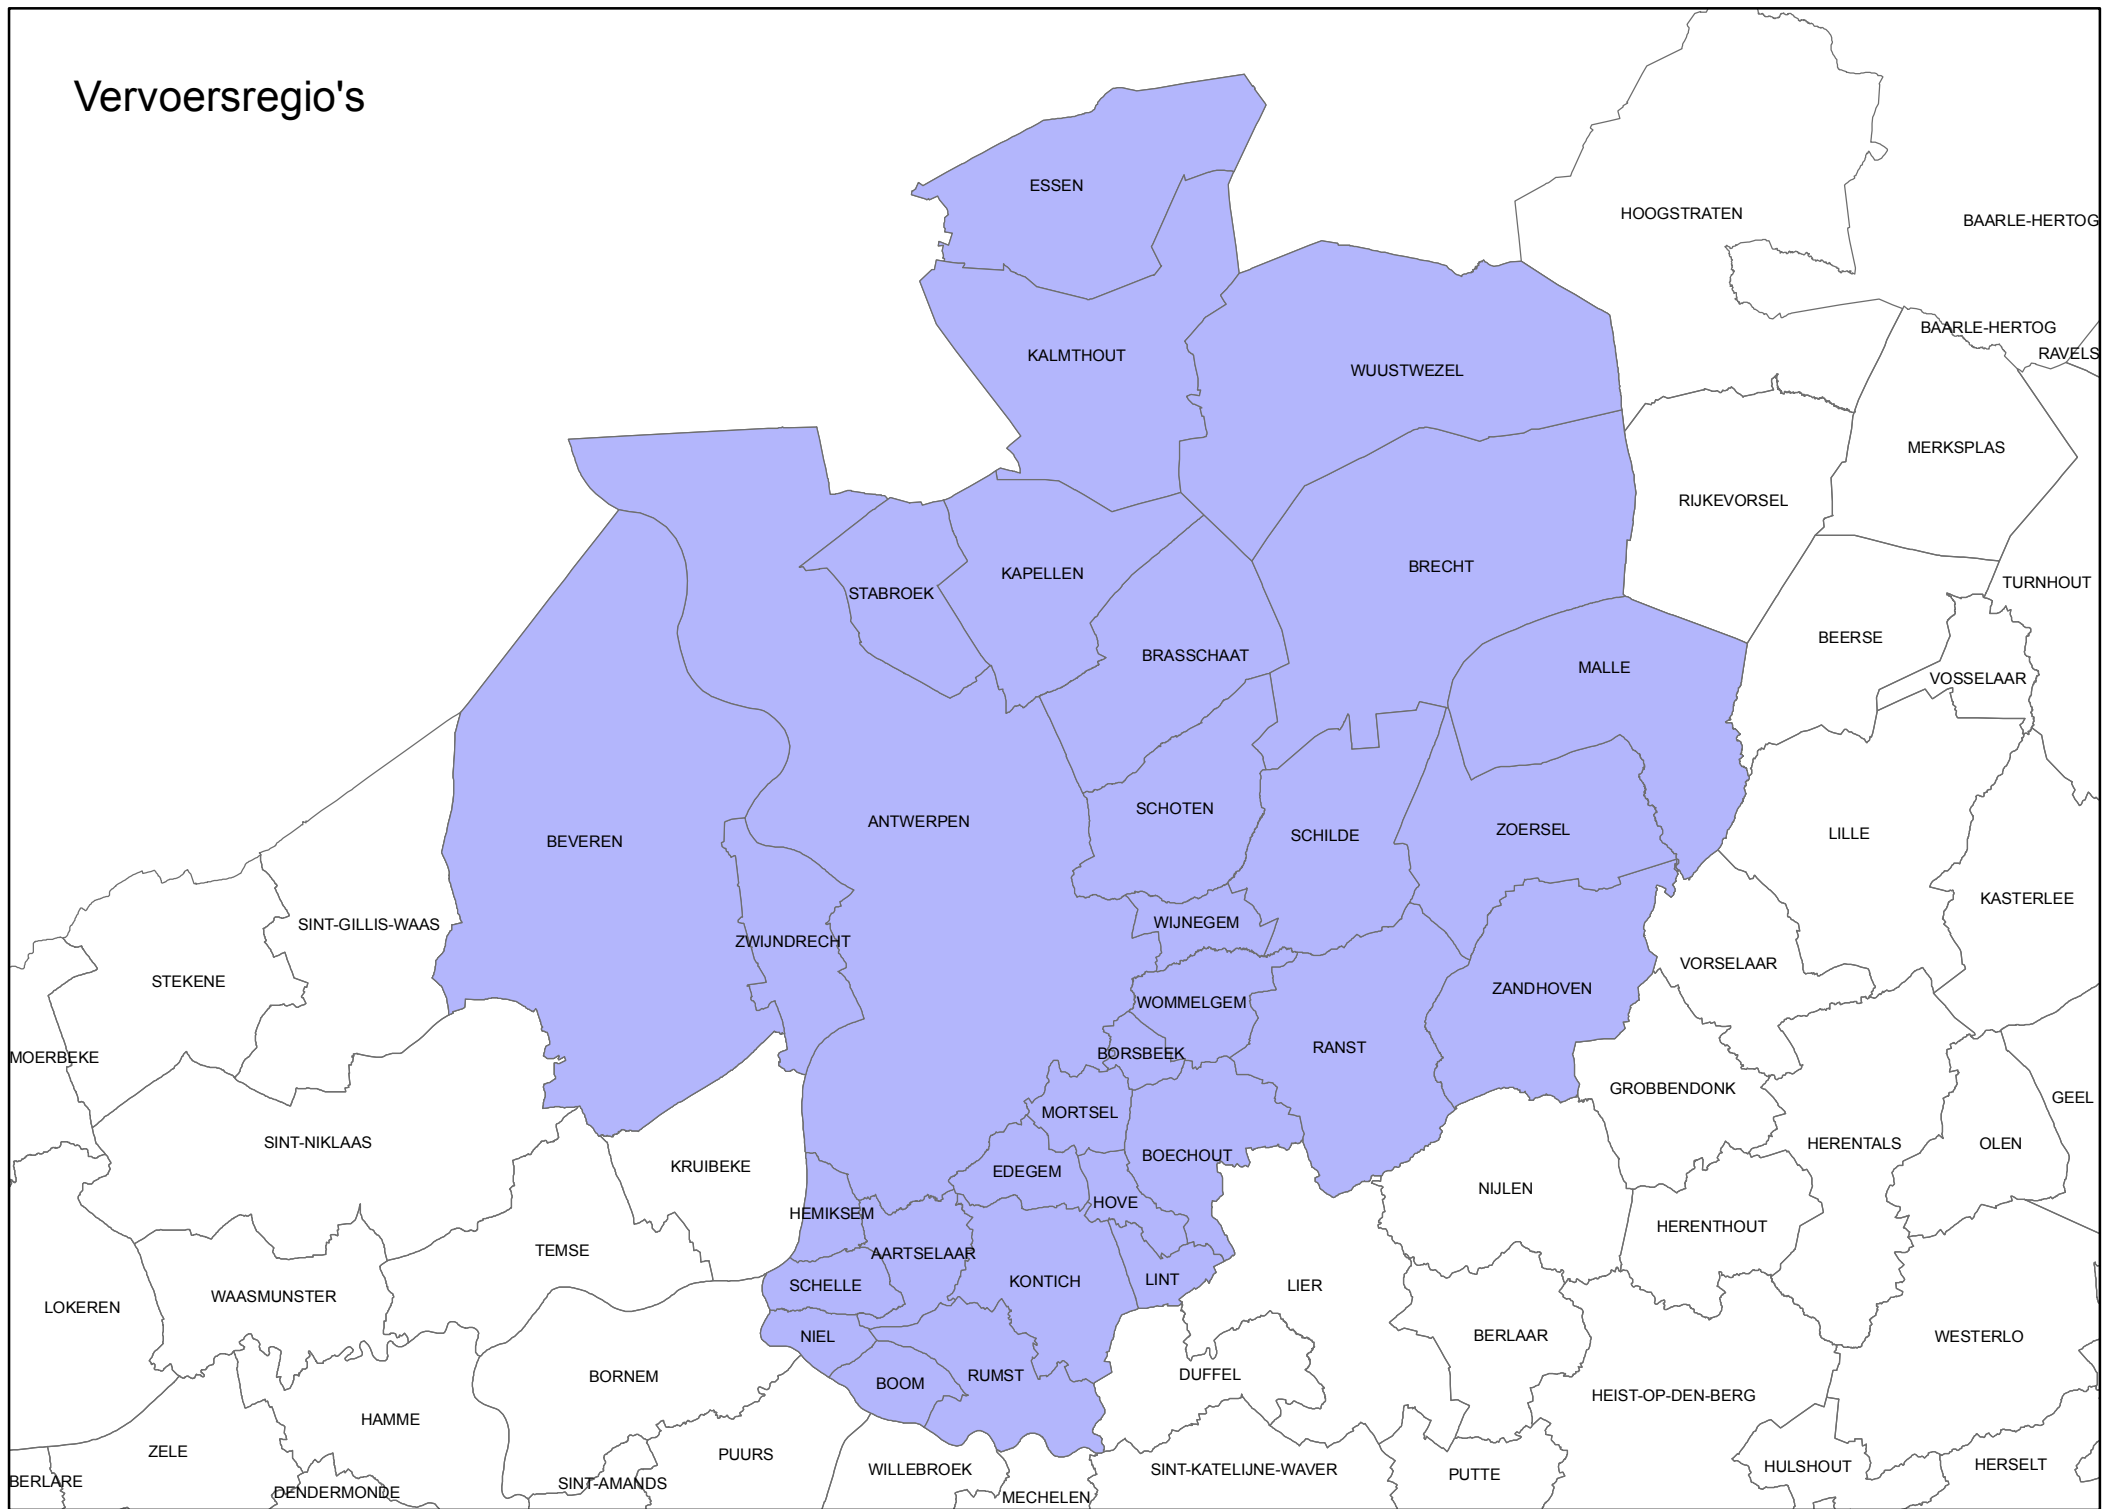 Vervoersregio's
ESSEN
HOOGSTRATEN
BAARLE-HERTOG
BAARLE-HERTOG
RAVELS
KALMTHOUT
WUUSTWEZEL
MERKSPLAS
RIJKEVORSEL
BRECHT
KAPELLEN
STABROEK
TURNHOUT
BEERSE
BRASSCHAAT
MALLE
VOSSELAAR
SCHOTEN
ANTWERPEN
ZOERSEL
LILLE
SCHILDE
BEVEREN
KASTERLEE
SINT-GILLIS-WAAS
WIJNEGEM
ZWIJNDRECHT
VORSELAAR
STEKENE
ZANDHOVEN
WOMMELGEM
RANST
BORSBEEK
MOERBEKE
GROBBENDONK
GEEL
MORTSEL
SINT-NIKLAAS
HERENTALS
OLEN
BOECHOUT
KRUIBEKE
EDEGEM
NIJLEN
HOVE
HEMIKSEM
HERENTHOUT
TEMSE
AARTSELAAR
KONTICH
LINT
SCHELLE
LIER
WAASMUNSTER
LOKEREN
NIEL
BERLAAR
WESTERLO
DUFFEL
RUMST
BORNEM
BOOM
HEIST-OP-DEN-BERG
HAMME
ZELE
PUURS
HULSHOUT
HERSELT
WILLEBROEK
SINT-KATELIJNE-WAVER
PUTTE
BERLARE
SINT-AMANDS
DENDERMONDE
MECHELEN